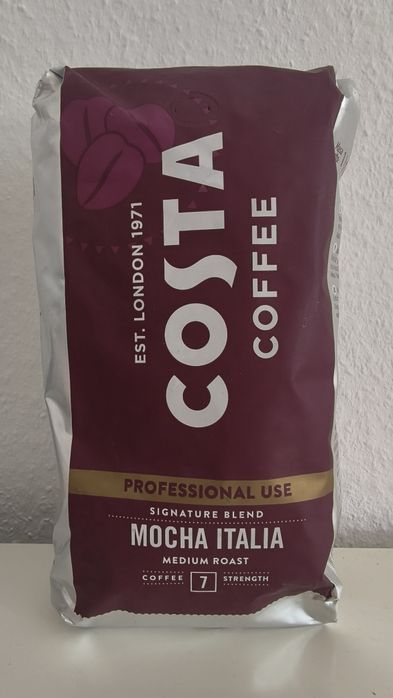 EST. LONDON 1971
COSTA
COFFEE
PROFESSIONAL USE
SIGNATURE BLEND
MOCHA ITALIA
MEDIUM ROAST
COFFEE 7 STRENGTH